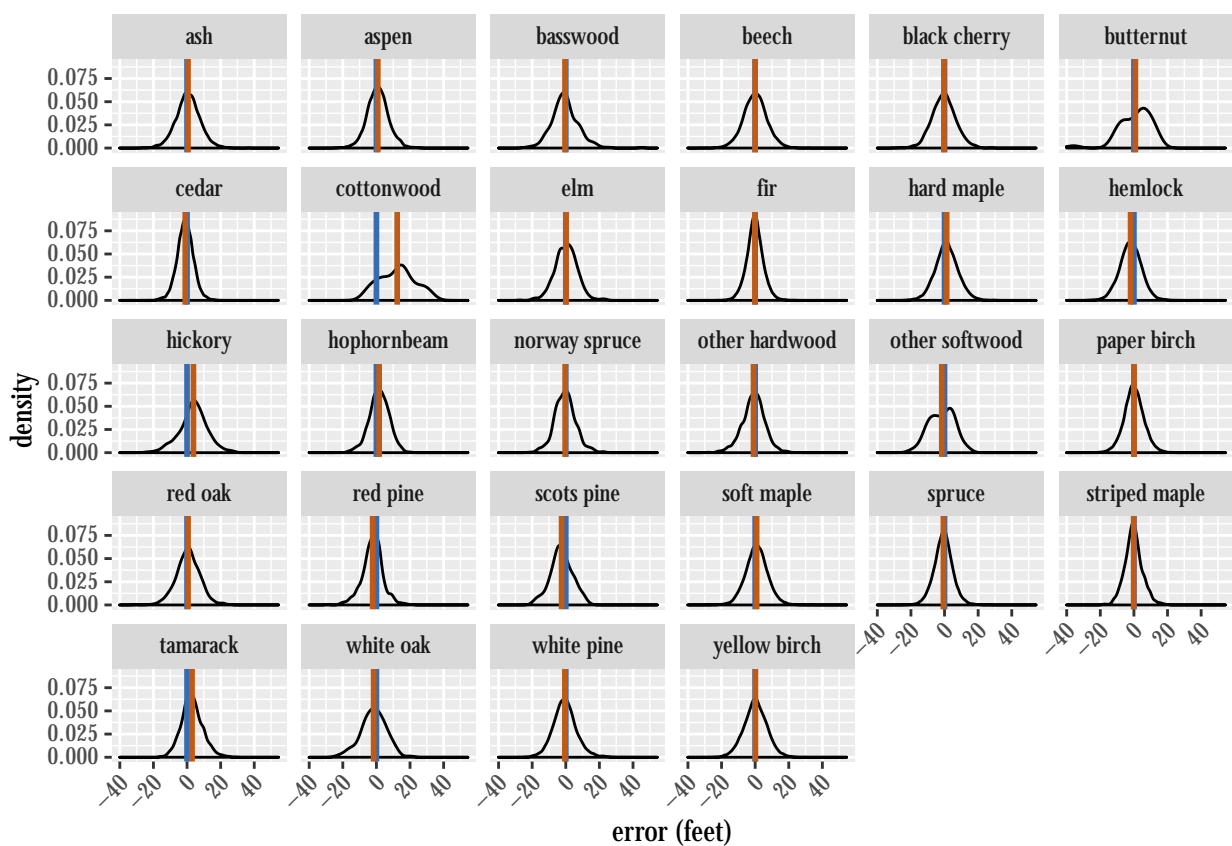 ash aspen basswood beech black cherry butternut
0.075
0.050
0.025
0.000
cedar cottonwood elm fir hard maple hemlock
0.075
0.050
0.025
0.000
hickory hophornbeam norway spruce other hardwood other softwood paper birch
0.075
0.050
0.025
0.000
density
red oak red pine scots pine soft maple spruce striped maple
0.075
0.050
0.025
0.000
−40 −20 0 20 40 −40 −20 0 20 40
tamarack white oak white pine yellow birch
0.075
0.050
0.025
0.000
−40 −20 0 20 40 −40 −20 0 20 40 −40 −20 0 20 40 −40 −20 0 20 40
error (feet)